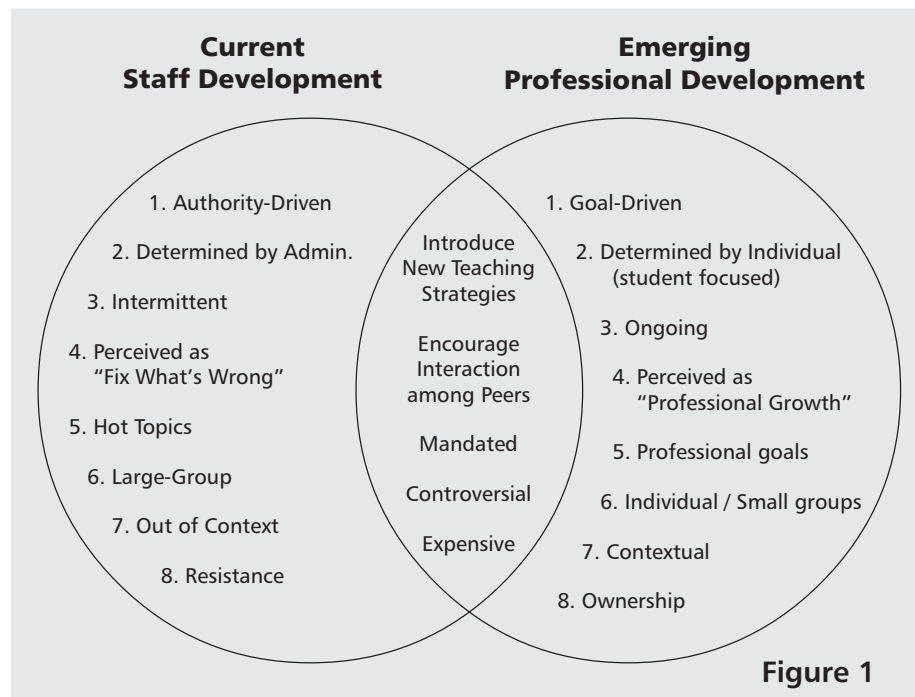 Current
Staff Development
Emerging
Professional Development
1. Authority-Driven
2. Determined by Admin.
3. Intermittent
4. Perceived as
"Fix What's Wrong"
5. Hot Topics
6. Large-Group
7. Out of Context
8. Resistance
Introduce
New Teaching
Strategies
Encourage
Interaction
among Peers
Mandated
Controversial
Expensive
1. Goal-Driven
2. Determined by Individual
(student focused)
3. Ongoing
4. Perceived as
"Professional Growth"
5. Professional goals
6. Individual / Small groups
7. Contextual
8. Ownership
Figure 1